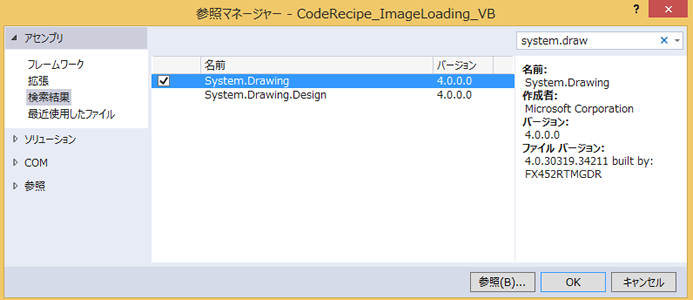 参照マネージャー - CodeRecipe_ImageLoading_VB
?
アセンブリ
system.draw
フレームワーク
拡張
検索結果
最近使用したファイル
ソリューション
COM
参照
名前 バージョン
System.Drawing 4.0.0.0
System.Drawing.Design 4.0.0.0
名前:
System.Drawing
作成者:
Microsoft Corporation
バージョン:
4.0.0.0
ファイル バージョン:
4.0.30319.34211 built by:
FX452RTMGDR
参照(B)... OK キャンセル